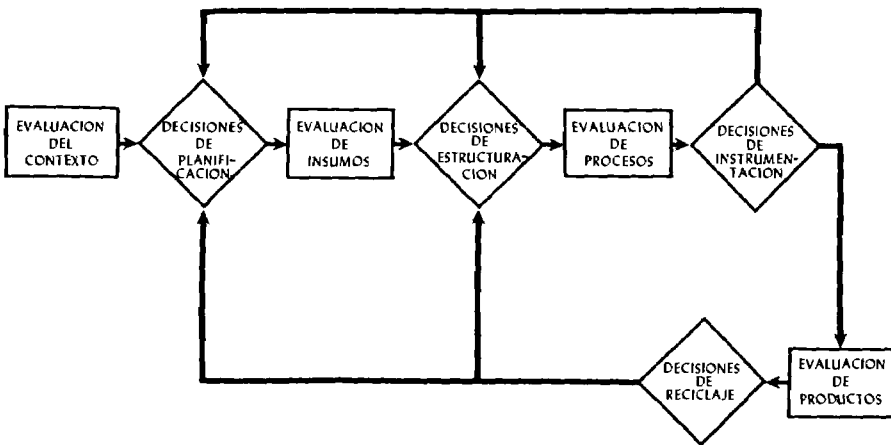 EVALUACION
DEL
CONTEXTO
DECISIONES
DE
PLANIFI-
CACION
EVALUACION
DE
INSUMOS
DECISIONES
DE
ESTRUCTURA-
CION
EVALUACION
DE
PROCESOS
DECISIONES
DE
INSTRUMEN-
TACION
EVALUACION
DE
PRODUCTOS
DECISIONES
DE
RECICLAJE